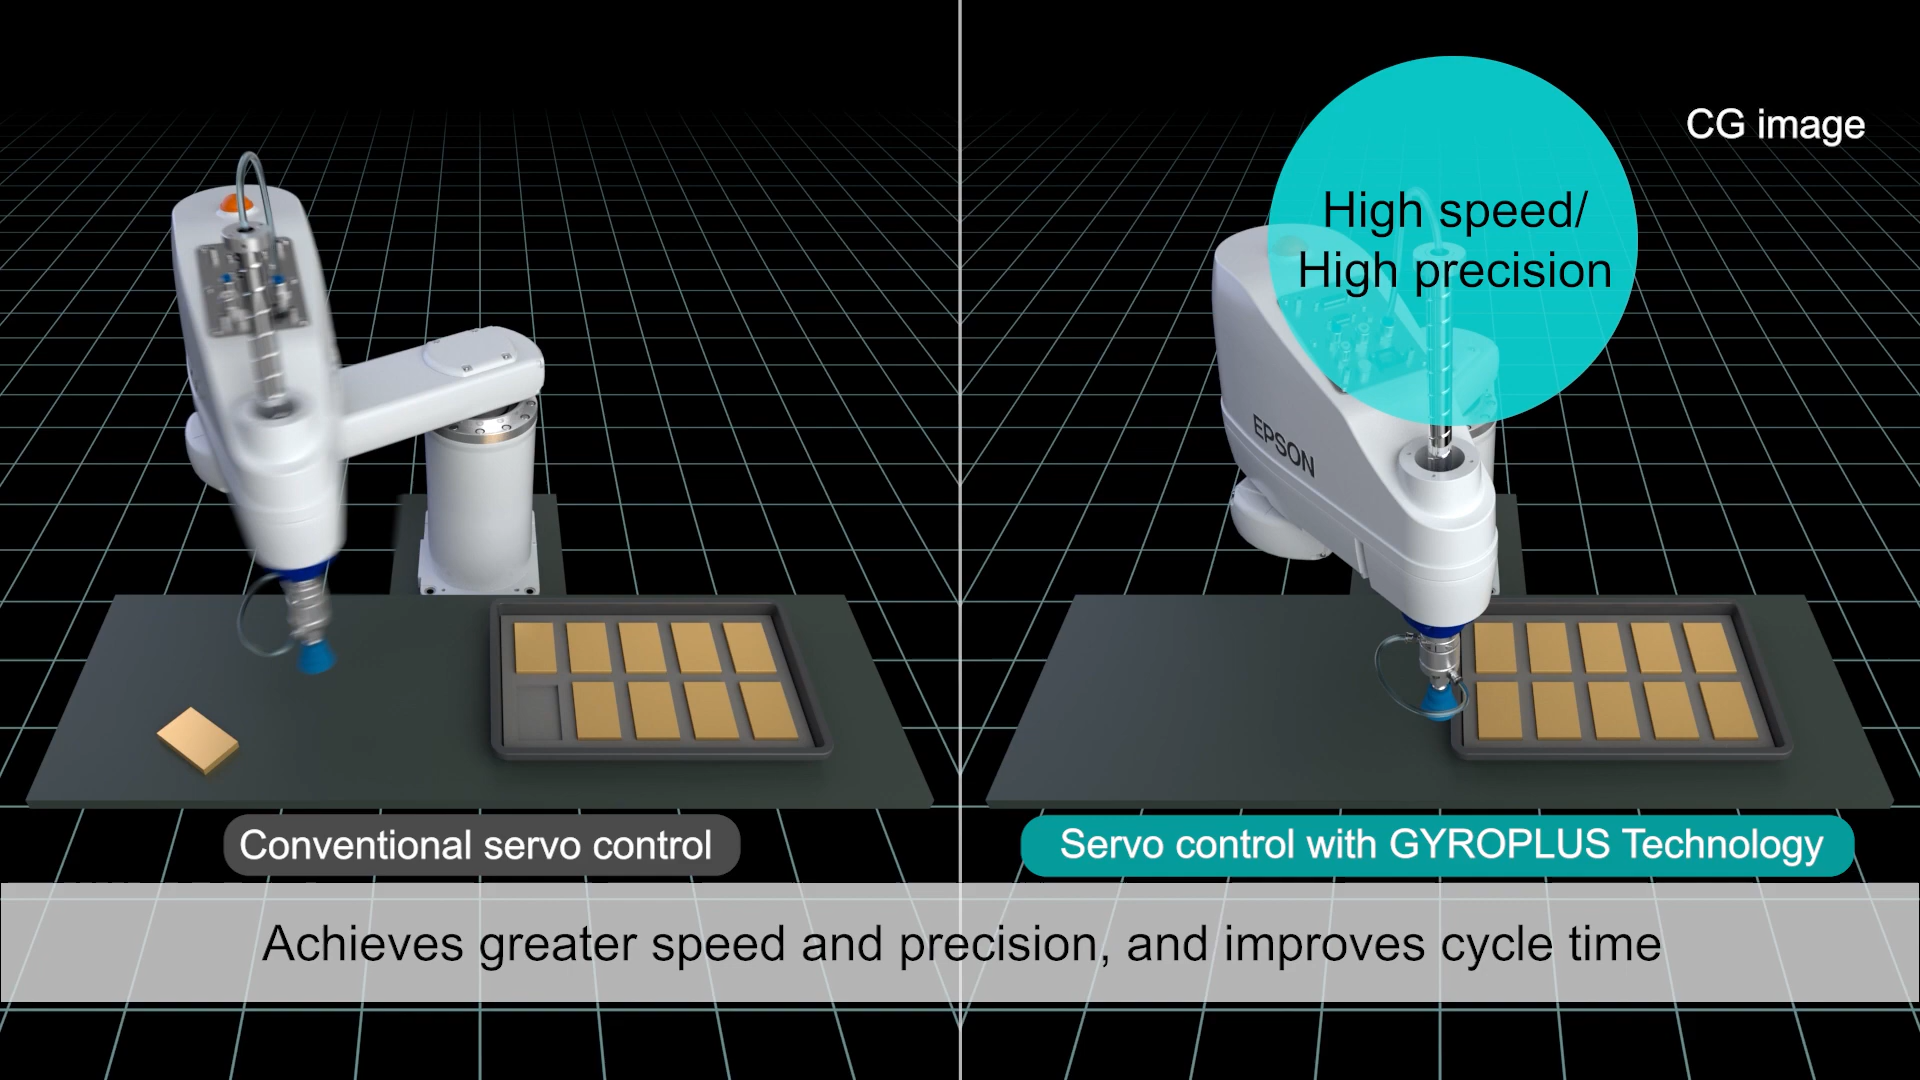 CG image
High speed/
High precision
EPSON
Conventional servo control
Servo control with GYROPLUS Technology
Achieves greater speed and precision, and improves cycle time